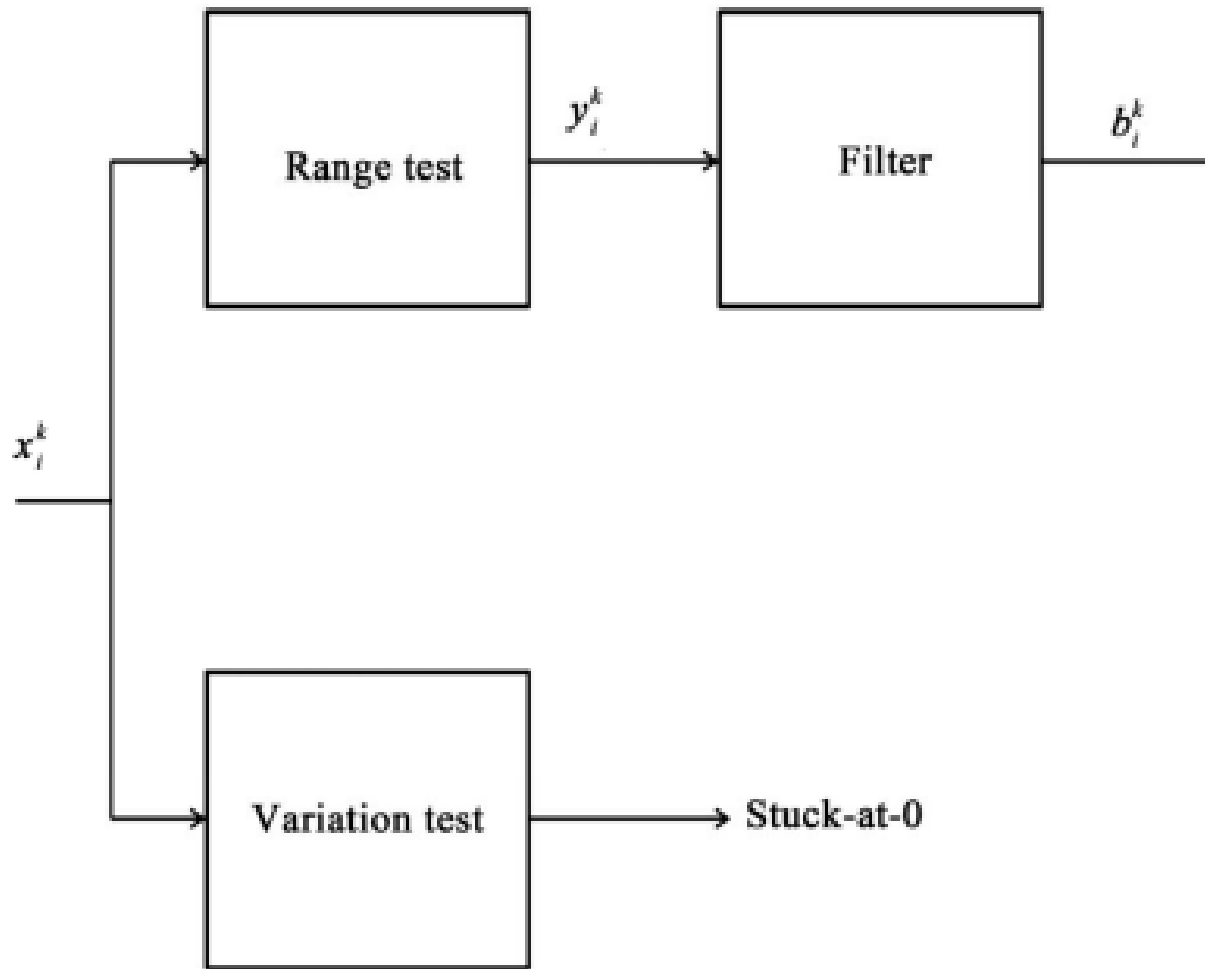 y_i^k
b_i^k
Range test
Filter
x_i^k
Variation test
Stuck-at-0